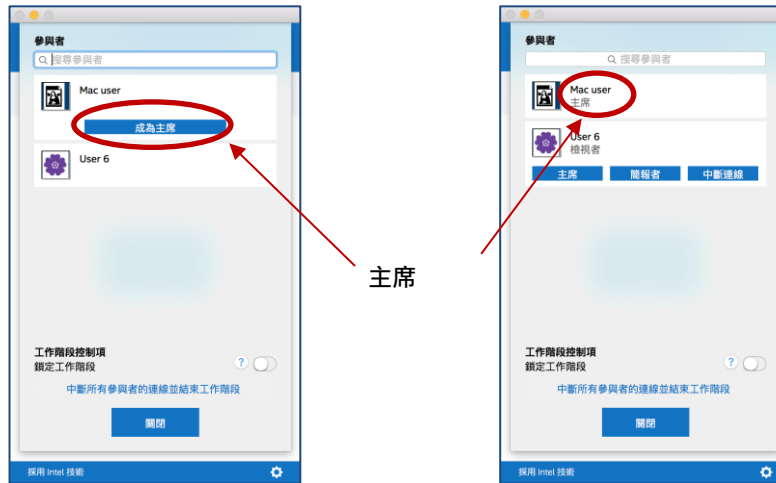 參與者
搜尋參與者
Mac user
成為主席
User 6
工作階段控制項
鎖定工作階段
?
中斷所有參與者的連線並結束工作階段
關閉
採用 Intel 技術
主席
參與者
搜尋參與者
Mac user
主席
User 6
檢視者
主席 簡報者 中斷連線
工作階段控制項
鎖定工作階段
?
中斷所有參與者的連線並結束工作階段
關閉
採用 Intel 技術